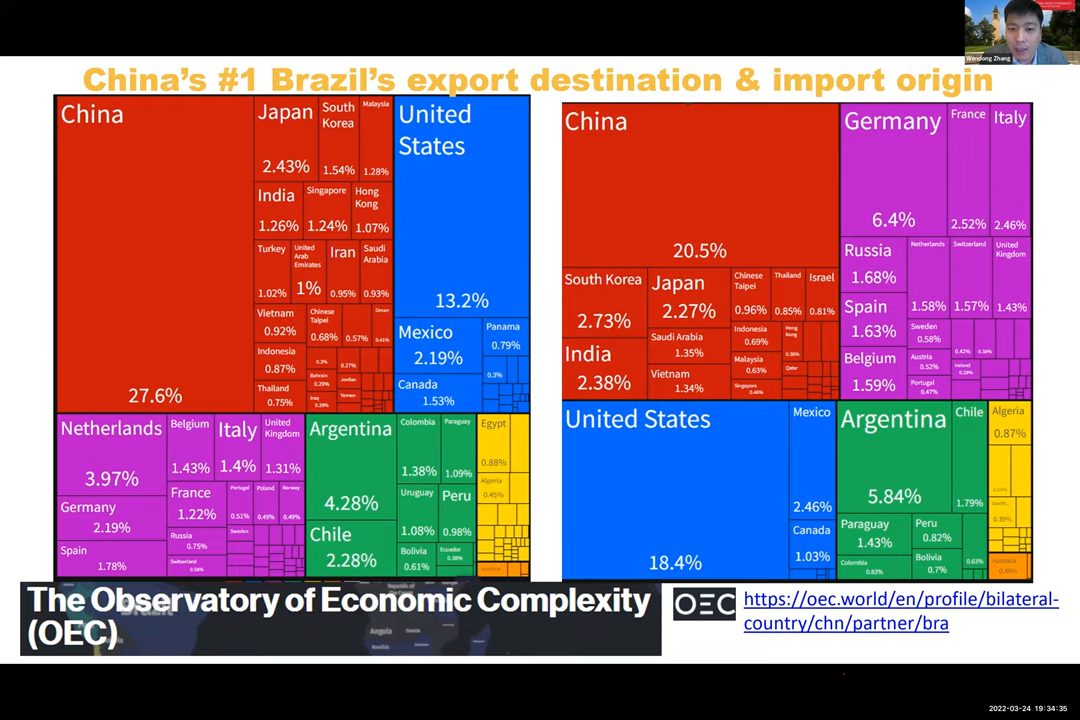 Wendong Zhang
China's #1 Brazil's export destination & import origin
China
27.6%
Japan
2.43%
South
Korea
1.54%
Malaysia
1.28%
India
1.26%
Singapore
1.24%
Hong
Kong
1.07%
Turkey
1.02%
United
Arab
Emirates
1%
Iran
0.95%
Saudi
Arabia
0.93%
Vietnam
0.92%
Chinese
Taipei
0.68%
0.57%
Oman
0.41%
Indonesia
0.87%
0.3%
0.27%
Bahrain
0.29%
Jordan
Thailand
0.75%
Iraq
0.29%
Yemen
United
States
13.2%
Mexico
2.19%
Panama
0.79%
Canada
1.53%
0.3%
Netherlands
3.97%
Belgium
1.43%
Italy
1.4%
United
Kingdom
1.31%
Germany
2.19%
France
1.22%
Portugal
0.51%
Poland
0.49%
Norway
0.49%
Spain
1.78%
Russia
0.75%
Sweden
Switzerland
0.58%
Argentina
4.28%
Chile
2.28%
Colombia
1.38%
Paraguay
1.09%
Uruguay
1.08%
Peru
0.98%
Bolivia
0.61%
Ecuador
0.38%
Egypt
0.88%
Algeria
0.45%
Australia
China
20.5%
South Korea
2.73%
Japan
2.27%
Chinese
Taipei
0.96%
Thailand
0.85%
Israel
0.81%
India
2.38%
Saudi Arabia
1.35%
Vietnam
1.34%
Indonesia
0.69%
Hong
Kong
0.36%
Malaysia
0.63%
Qatar
Singapore
0.46%
Germany
6.4%
France
2.52%
Italy
2.46%
Russia
1.68%
Netherlands
1.58%
Switzerland
1.57%
United
Kingdom
1.43%
Spain
1.63%
Sweden
0.58%
0.42%
Belgium
1.59%
Austria
0.52%
Ireland
Portugal
0.47%
United States
18.4%
Mexico
2.46%
Canada
1.03%
Argentina
5.84%
Chile
1.79%
Paraguay
1.43%
Peru
0.82%
Colombia
0.83%
Bolivia
0.7%
0.63%
Algeria
0.87%
South...
0.39%
Australia
0.49%
The Observatory of Economic Complexity
(OEC)
Angola
OEC
https://oec.world/en/profile/bilateral-
country/chn/partner/bra
2022-03-24 19:34:35